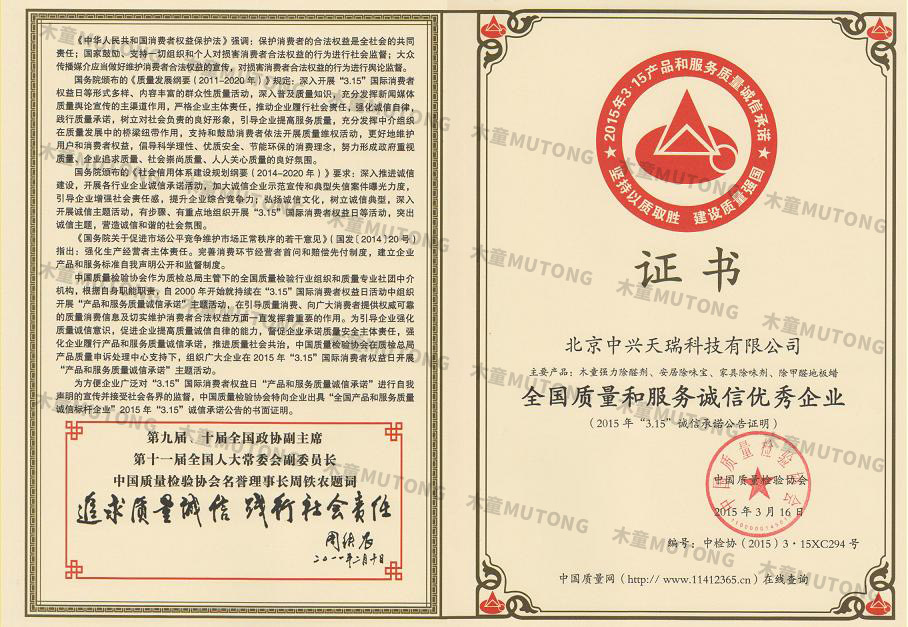 《中华人民共和国消费者权益保护法》强调：保护消费者的合法权益是全社会的共同
责任；国家鼓励、支持一切组织和个人对损害消费者合法权益的行为进行社会监督；大众
传播媒介应当做好维护消费者合法权益的宣传，对损害消费者合法权益的行为进行舆论监督。
国务院颁布的《质量发展纲要（2011-2020年）》规定：深入开展“3.15”国际消费者
权益日等形式多样、内容丰富的群众性质量活动，深入普及质量知识，充分发挥新闻媒体
质量舆论宣传的主渠道作用，严格企业主体责任，推动企业履行社会责任，强化诚信自律，
践行质量承诺，树立对社会负责的良好形象，引导企业提高服务质量，充分发挥中介组织
在质量发展中的桥梁纽带作用，支持和鼓励消费者依法开展质量维权活动，更好地维护
用户和消费者权益，倡导科学理性、优质安全、节能环保的消费理念，努力形成政府重视
质量、企业追求质量、社会崇尚质量、人人关心质量的良好氛围。
国务院颁布的《社会信用体系建设规划纲要（2014-2020年）》要求：深入推进诚信
建设，开展各行业企业诚信承诺活动，加大诚信企业示范宣传和典型失信案件曝光力度，
引导企业增强社会责任感，提升企业综合竞争力；弘扬诚信文化，树立诚信典型，深入
开展诚信主题活动，有步骤、有重点地组织开展“3.15”国际消费者权益日等活动，突出
诚信主题，营造诚信和谐的社会氛围。
《国务院关于促进市场公平竞争维护市场正常秩序的若干意见》（国发〔2014〕20号）
指出：强化生产经营者主体责任。完善消费环节经营者首问和赔偿先付制度，建立企业
产品和服务标准自我声明公开和监督制度。
中国质量检验协会作为质检总局主管下的全国质量检验行业组织和质量专业社团中介
机构，根据自身职能职责，自2000年开始就持续在“3.15”国际消费者权益日活动中组织
开展“产品和服务质量诚信承诺”主题活动，在引导质量消费、向广大消费者提供权威可靠
的质量消费信息及切实维护消费者合法权益方面一直发挥着重要的作用。为引导企业强化
质量诚信意识，促进企业提高质量诚信自律的能力，督促企业承诺质量安全主体责任，强
化企业履行产品和服务质量诚信承诺，推进质量社会共治，中国质量检验协会在质检总局
产品质量申诉处理中心支持下，组织广大企业在2015年“3.15”国际消费者权益日开展
“产品和服务质量诚信承诺”主题活动。
为方便企业广泛对“3.15”国际消费者权益日“产品和服务质量诚信承诺”进行自我
声明的宣传并接受社会各界的监督，中国质量检验协会特向企业出具“全国产品和服务质量
诚信标杆企业”2015年“3.15”诚信承诺公告的书面证明。
第九届、十届全国政协副主席
第十一届全国人大常委会副委员长
中国质量检验协会名誉理事长周铁农题词
追求质量诚信 践行社会责任
周铁农
二〇一一年二月十日
2015年3·15产品和服务质量诚信承诺
坚持以质取胜 建设质量强国
证书
北京中兴天瑞科技有限公司
主要产品：木童强力除醛剂、安居除味宝、家具除味剂、除甲醛地板蜡
全国质量和服务诚信优秀企业
（2015年“3.15”诚信承诺公告证明）
中国质量检验协会
中国质量检验协会
2015年3月16日
编号：中检协（2015）3·15XC294号
中国质量网（http://www.11412365.cn）在线查询
木童MUTONG